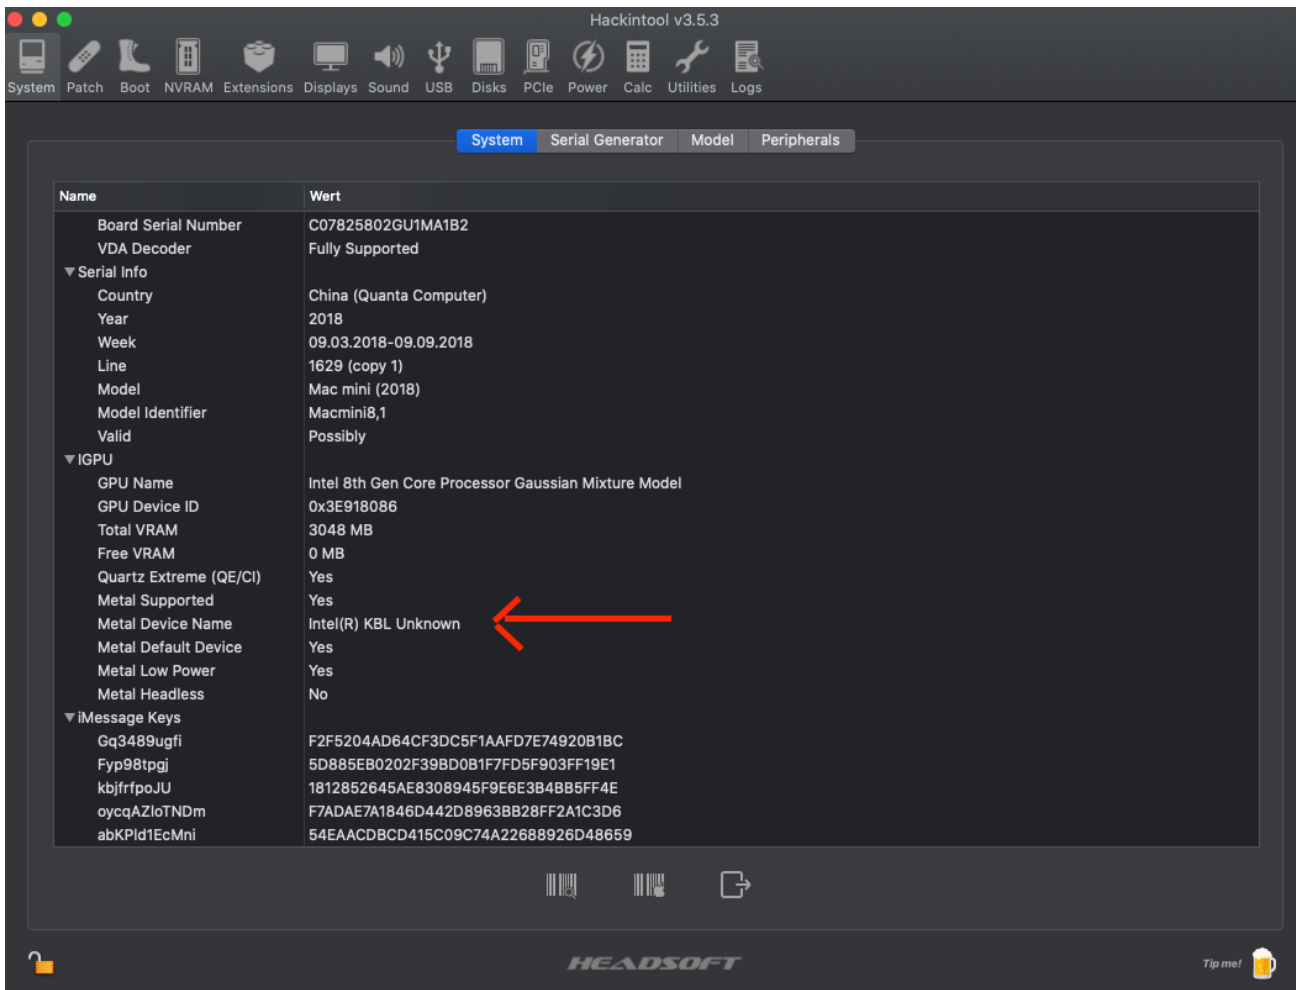 Hackintool v3.5.3
System Patch Boot NVRAM Extensions Displays Sound USB Disks PCIe Power Calc Utilities Logs
System Serial Generator Model Peripherals
Name Wert
Board Serial Number C07825802GU1MA1B2
VDA Decoder Fully Supported
Serial Info
Country China (Quanta Computer)
Year 2018
Week 09.03.2018-09.09.2018
Line 1629 (copy 1)
Model Mac mini (2018)
Model Identifier Macmini8,1
Valid Possibly
IGPU
GPU Name Intel 8th Gen Core Processor Gaussian Mixture Model
GPU Device ID 0x3E918086
Total VRAM 3048 MB
Free VRAM 0 MB
Quartz Extreme (QE/CI) Yes
Metal Supported Yes
Metal Device Name Intel(R) KBL Unknown
Metal Default Device Yes
Metal Low Power Yes
Metal Headless No
iMessage Keys
Gq3489ugfi F2F5204AD64CF3DC5F1AAFD7E74920B1BC
Fyp98tpgj 5D885EB0202F39BD0B1F7FD5F903FF19E1
kbjfrfpoJU 1812852645AE8308945F9E6E3B4BB5FF4E
oycqAZloTNDm F7ADAE7A1846D442D8963BB28FF2A1C3D6
abKPld1EcMni 54EAACDBCD415C09C74A22688926D48659
HEADSOFT
Tip me!